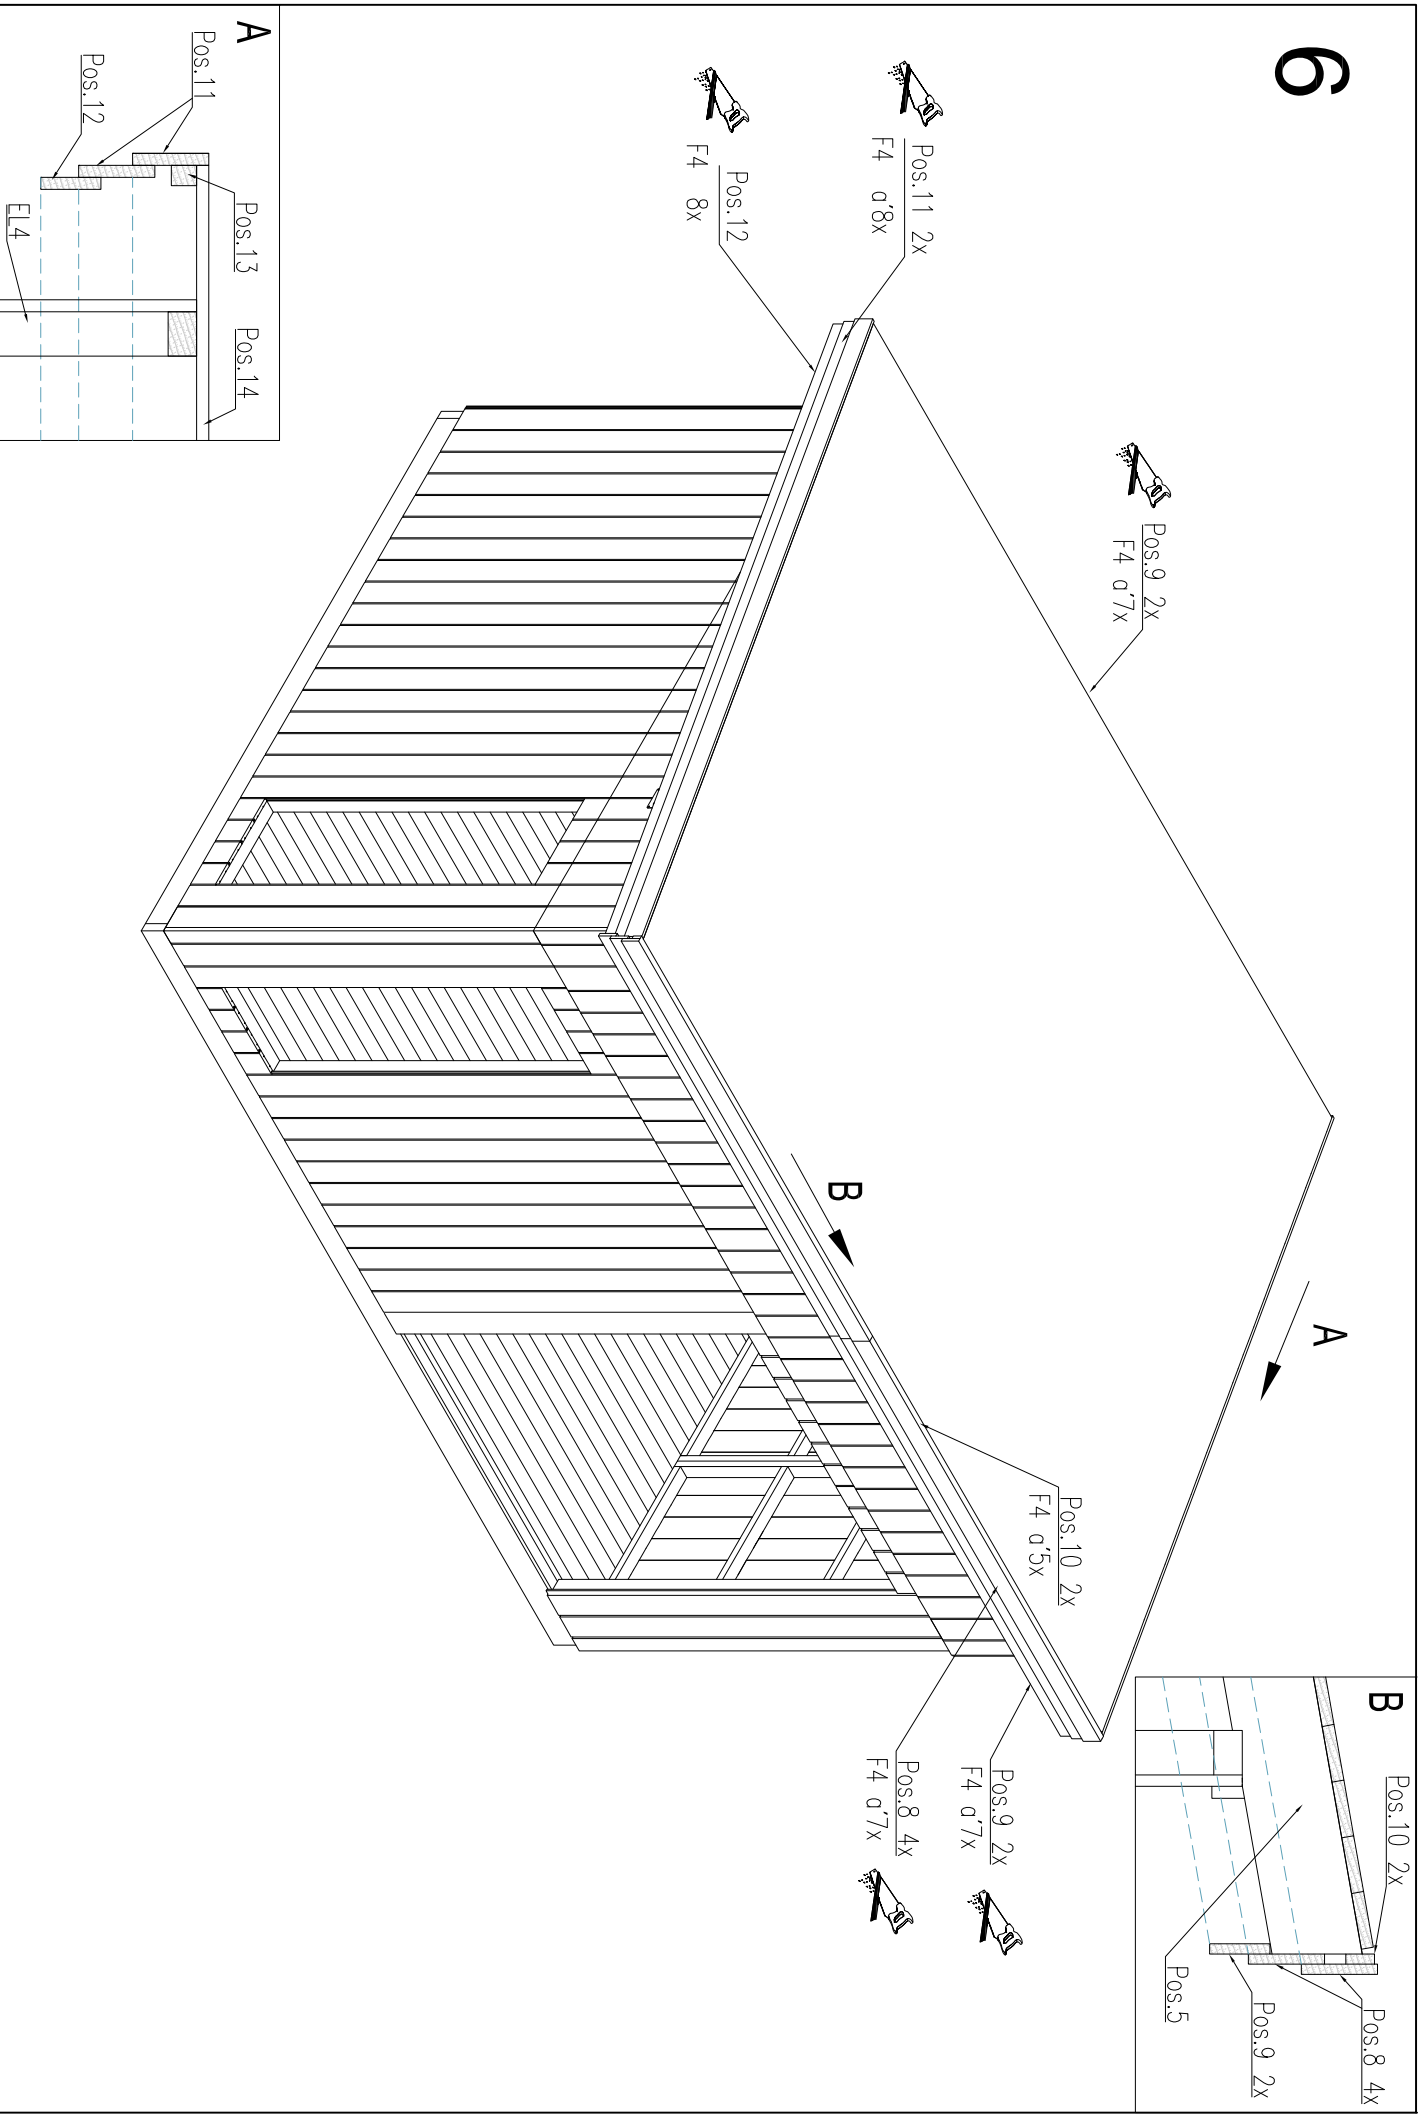 6
Pos.11 2x
F4 a'8x
Pos.12
F4 8x
Pos.9 2x
F4 a'7x
A
B
Pos.10 2x
F4 a'5x
Pos.9 2x
F4 a'7x
Pos.8 4x
F4 a'7x
A
Pos.11
Pos.12
Pos.13
Pos.14
EL4
B
Pos.10 2x
Pos.8 4x
Pos.9 2x
Pos.5